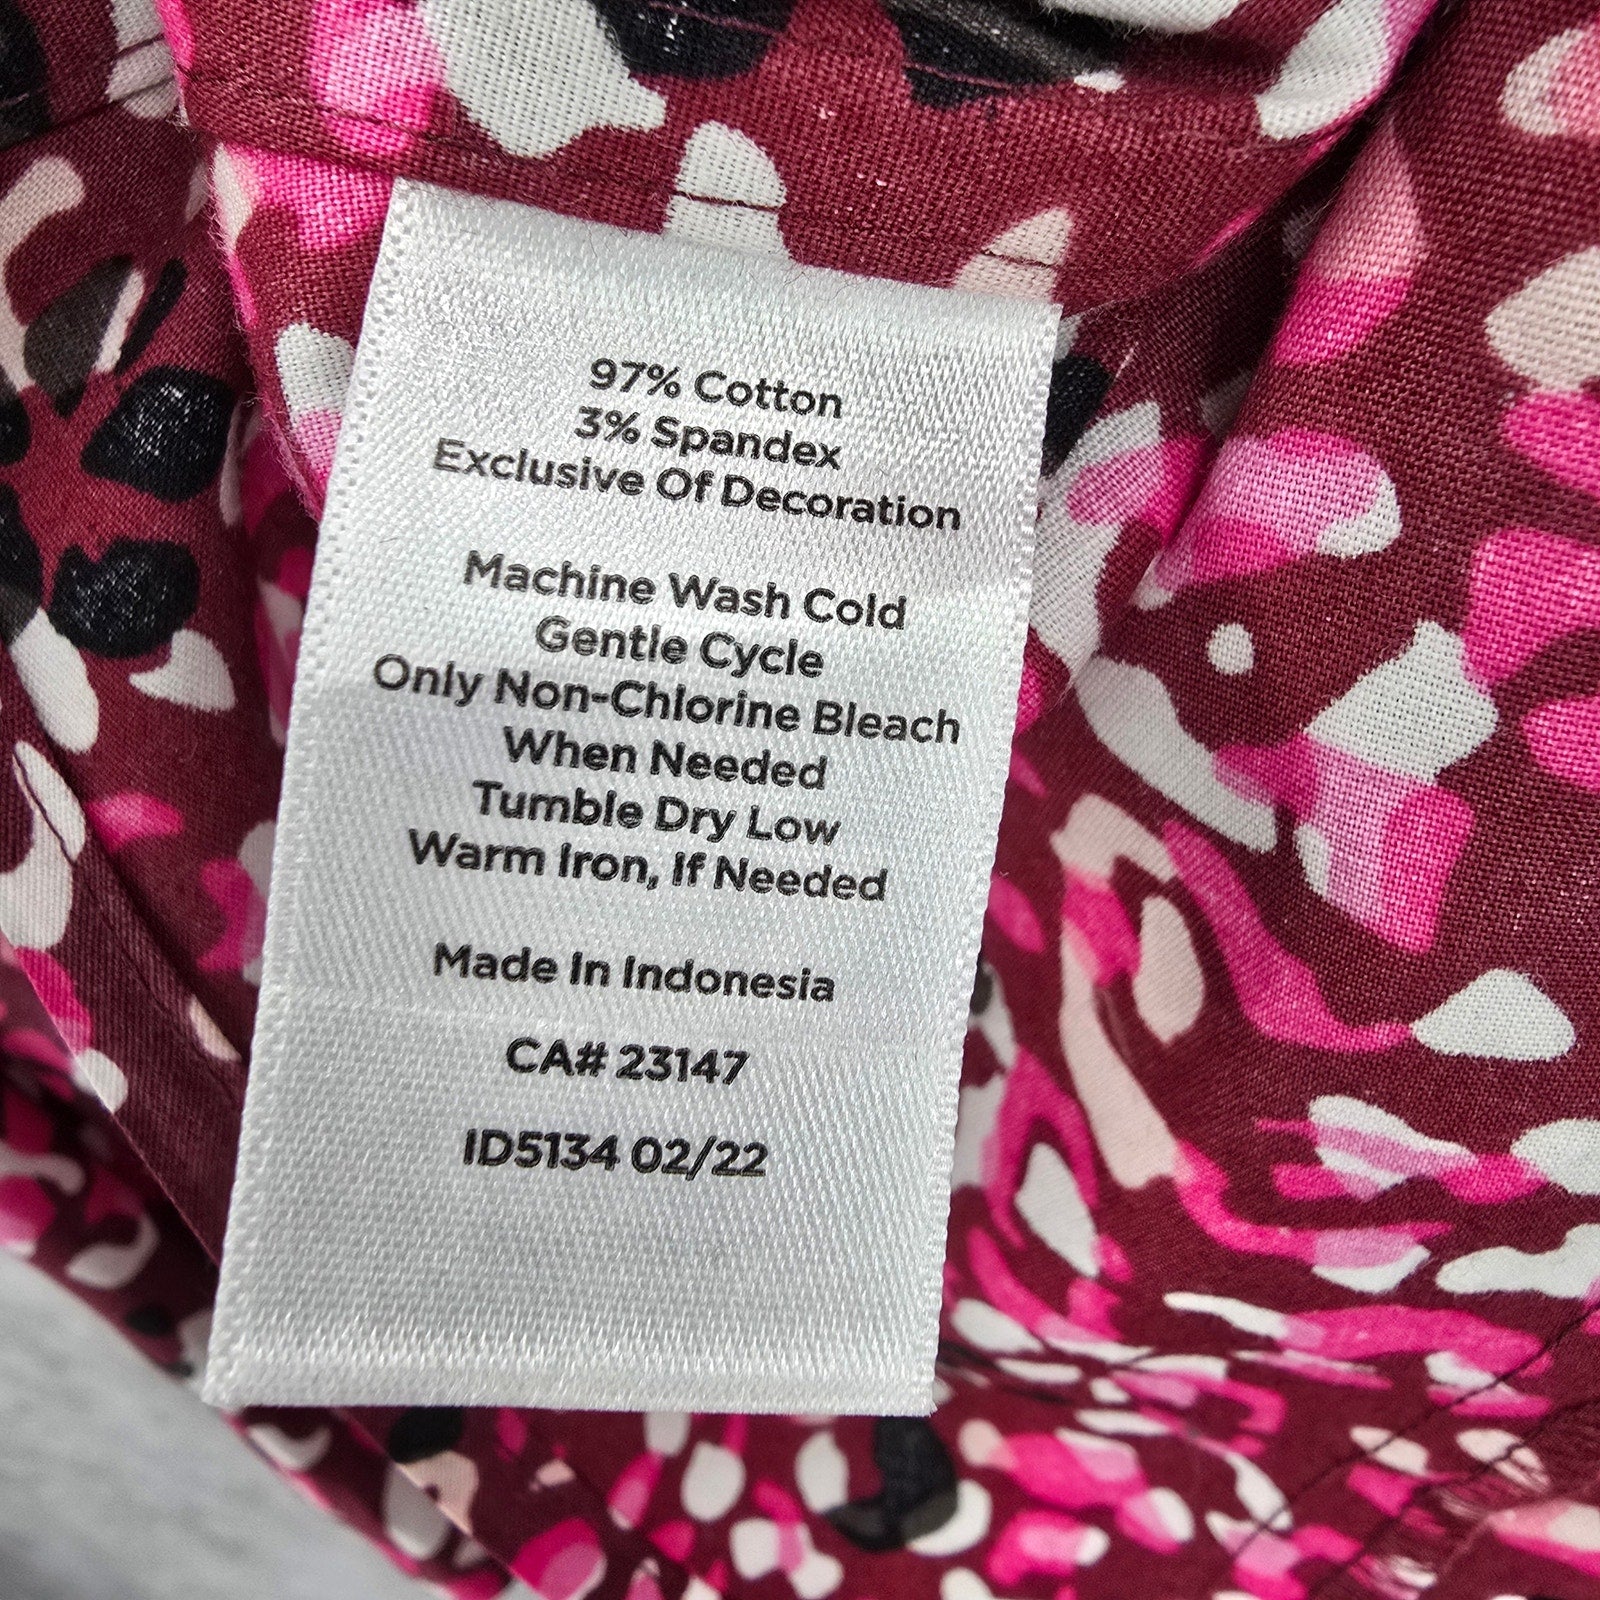 97% Cotton
3% Spandex
Exclusive Of Decoration
Machine Wash Cold
Gentle Cycle
Only Non-Chlorine Bleach
When Needed
Tumble Dry Low
Warm Iron, If Needed
Made In Indonesia
CA# 23147
ID5134 02/22